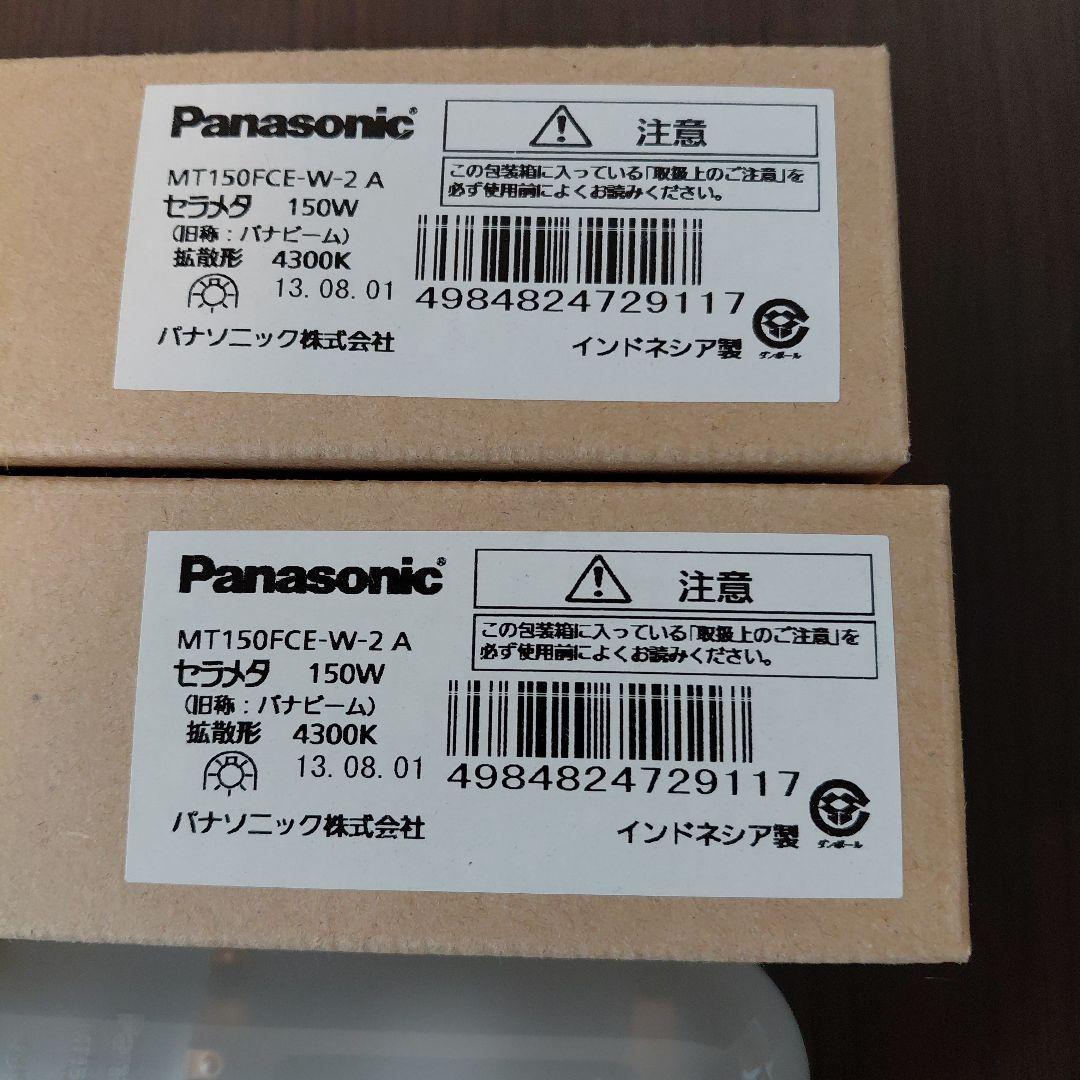 Panasonic®
注意
MT150FCE-W-2 A
この包装箱に入っている「取扱上のご注意」を
必ず使用前によくお読みください。
セラメタ 150W
(旧称：パナビーム)
拡散形 4300K
13.08.01
4984824729117
パナソニック株式会社
インドネシア製
ダンボール
Panasonic®
注意
MT150FCE-W-2 A
この包装箱に入っている「取扱上のご注意」を
必ず使用前によくお読みください。
セラメタ 150W
(旧称：パナビーム)
拡散形 4300K
13.08.01
4984824729117
パナソニック株式会社
インドネシア製
ダンボール